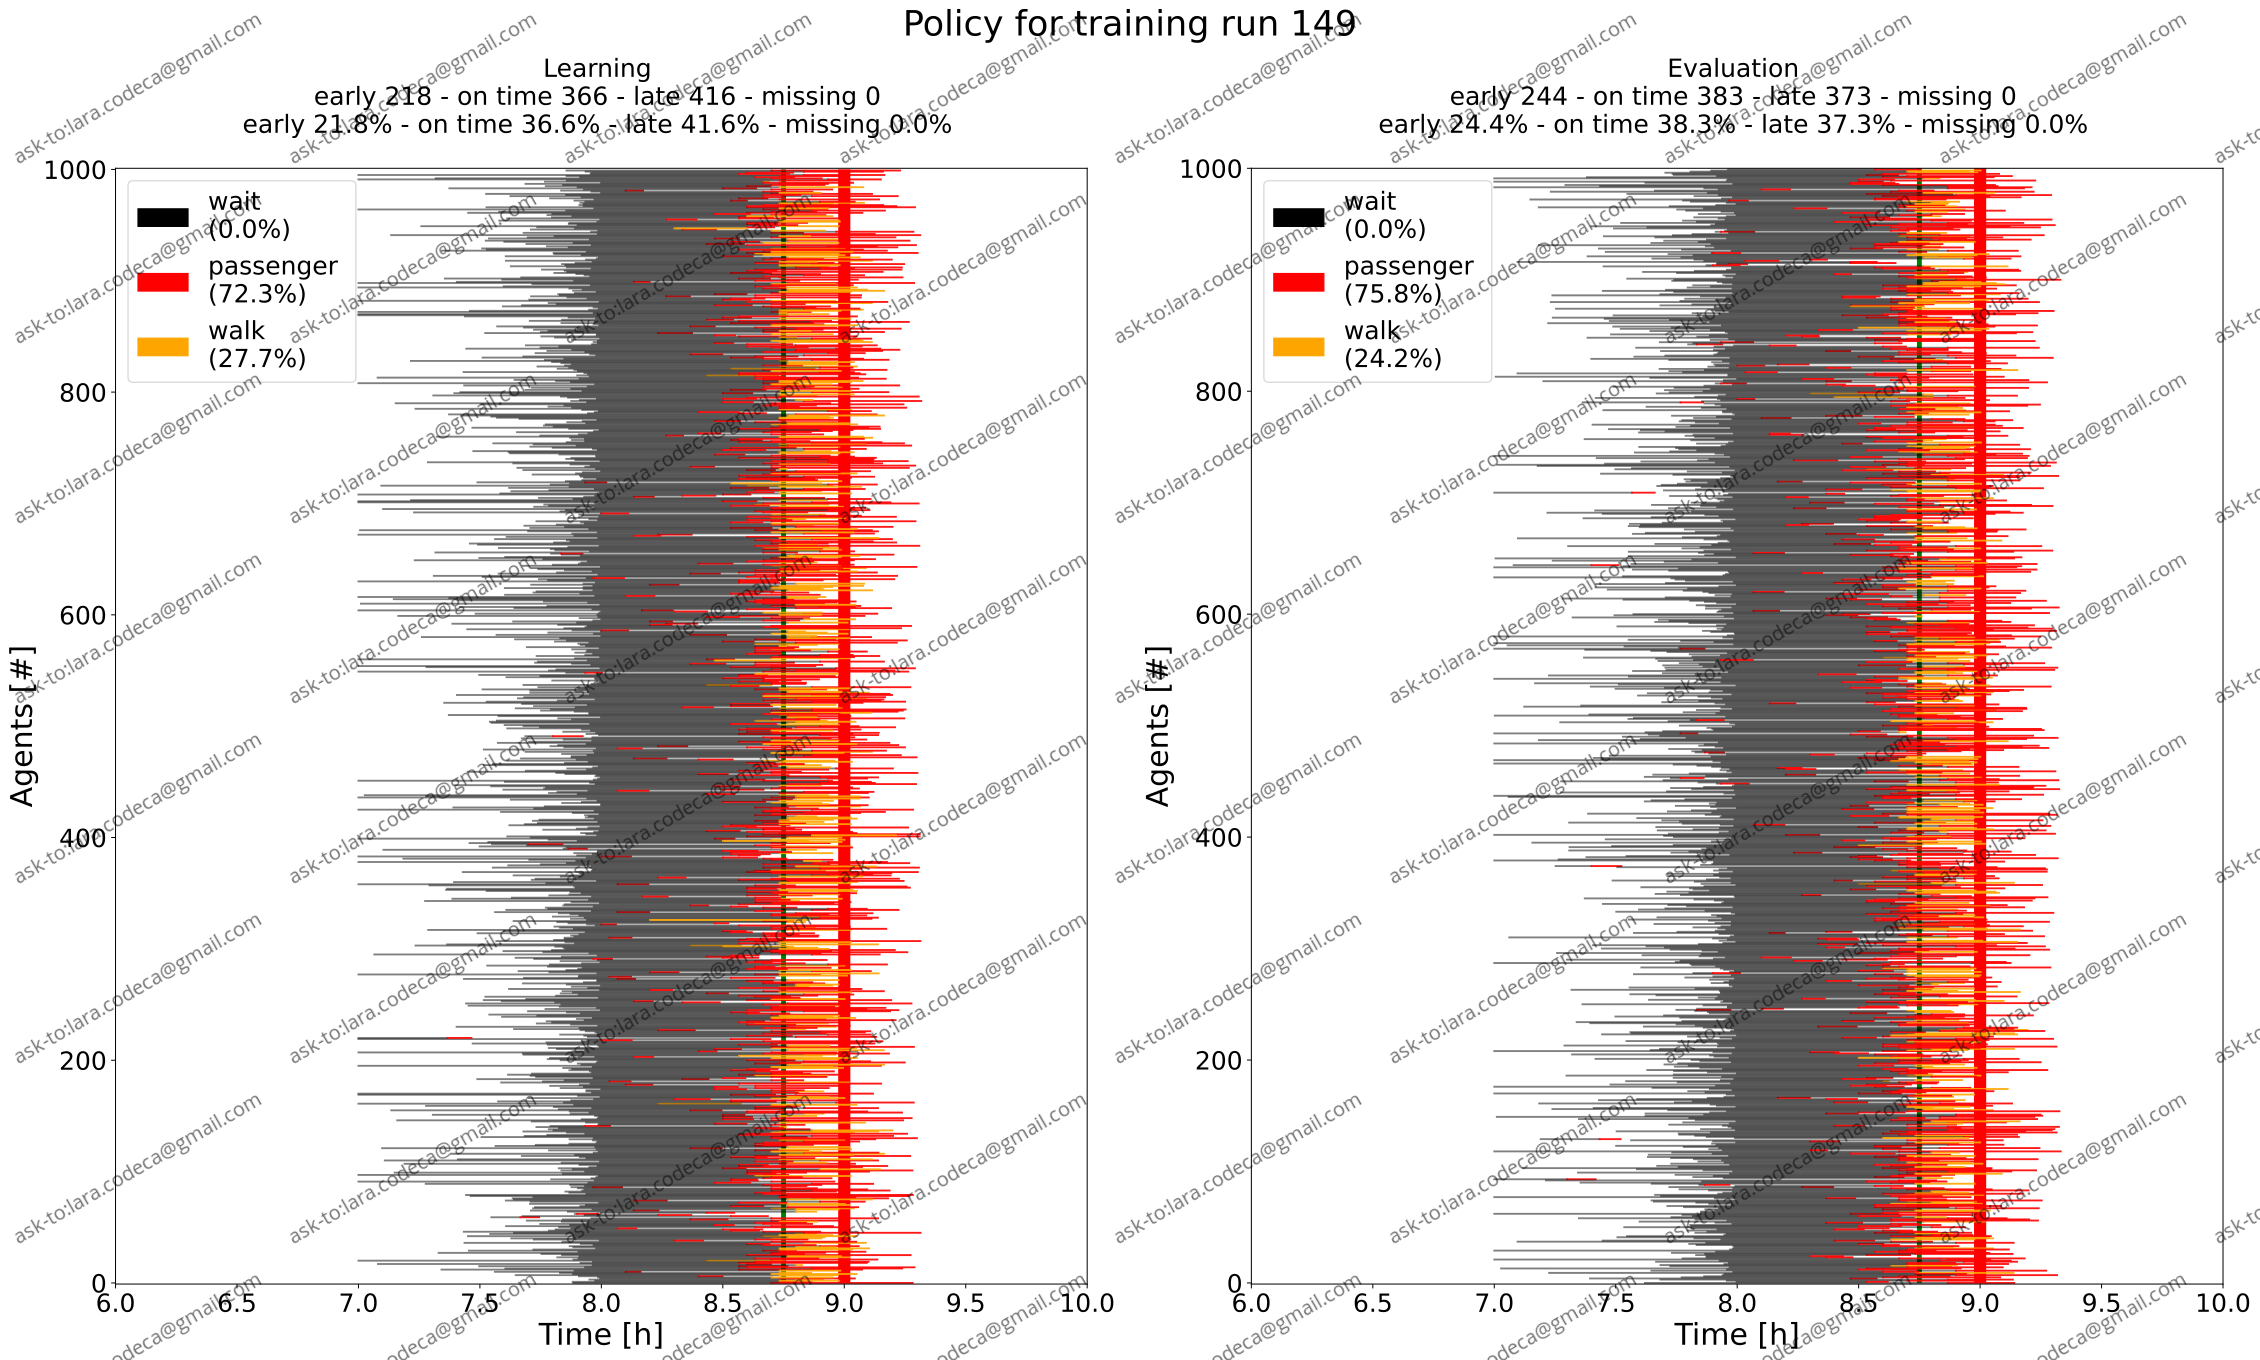 Policy for training run 149
Learning
early 218 - on time 366 - late 416 - missing 0
early 21.8% - on time 36.6% - late 41.6% - missing 0.0%
1000
800
600
400
200
0
Agents [#]
wait
(0.0%)
passenger
(72.3%)
walk
(27.7%)
6.0 6.5 7.0 7.5 8.0 8.5 9.0 9.5 10.0
Time [h]
Evaluation
early 244 - on time 383 - late 373 - missing 0
early 24.4% - on time 38.3% - late 37.3% - missing 0.0%
1000
800
600
400
200
0
Agents [#]
wait
(0.0%)
passenger
(75.8%)
walk
(24.2%)
6.0 6.5 7.0 7.5 8.0 8.5 9.0 9.5 10.0
Time [h]
ask-to:lara.codeca@gmail.com